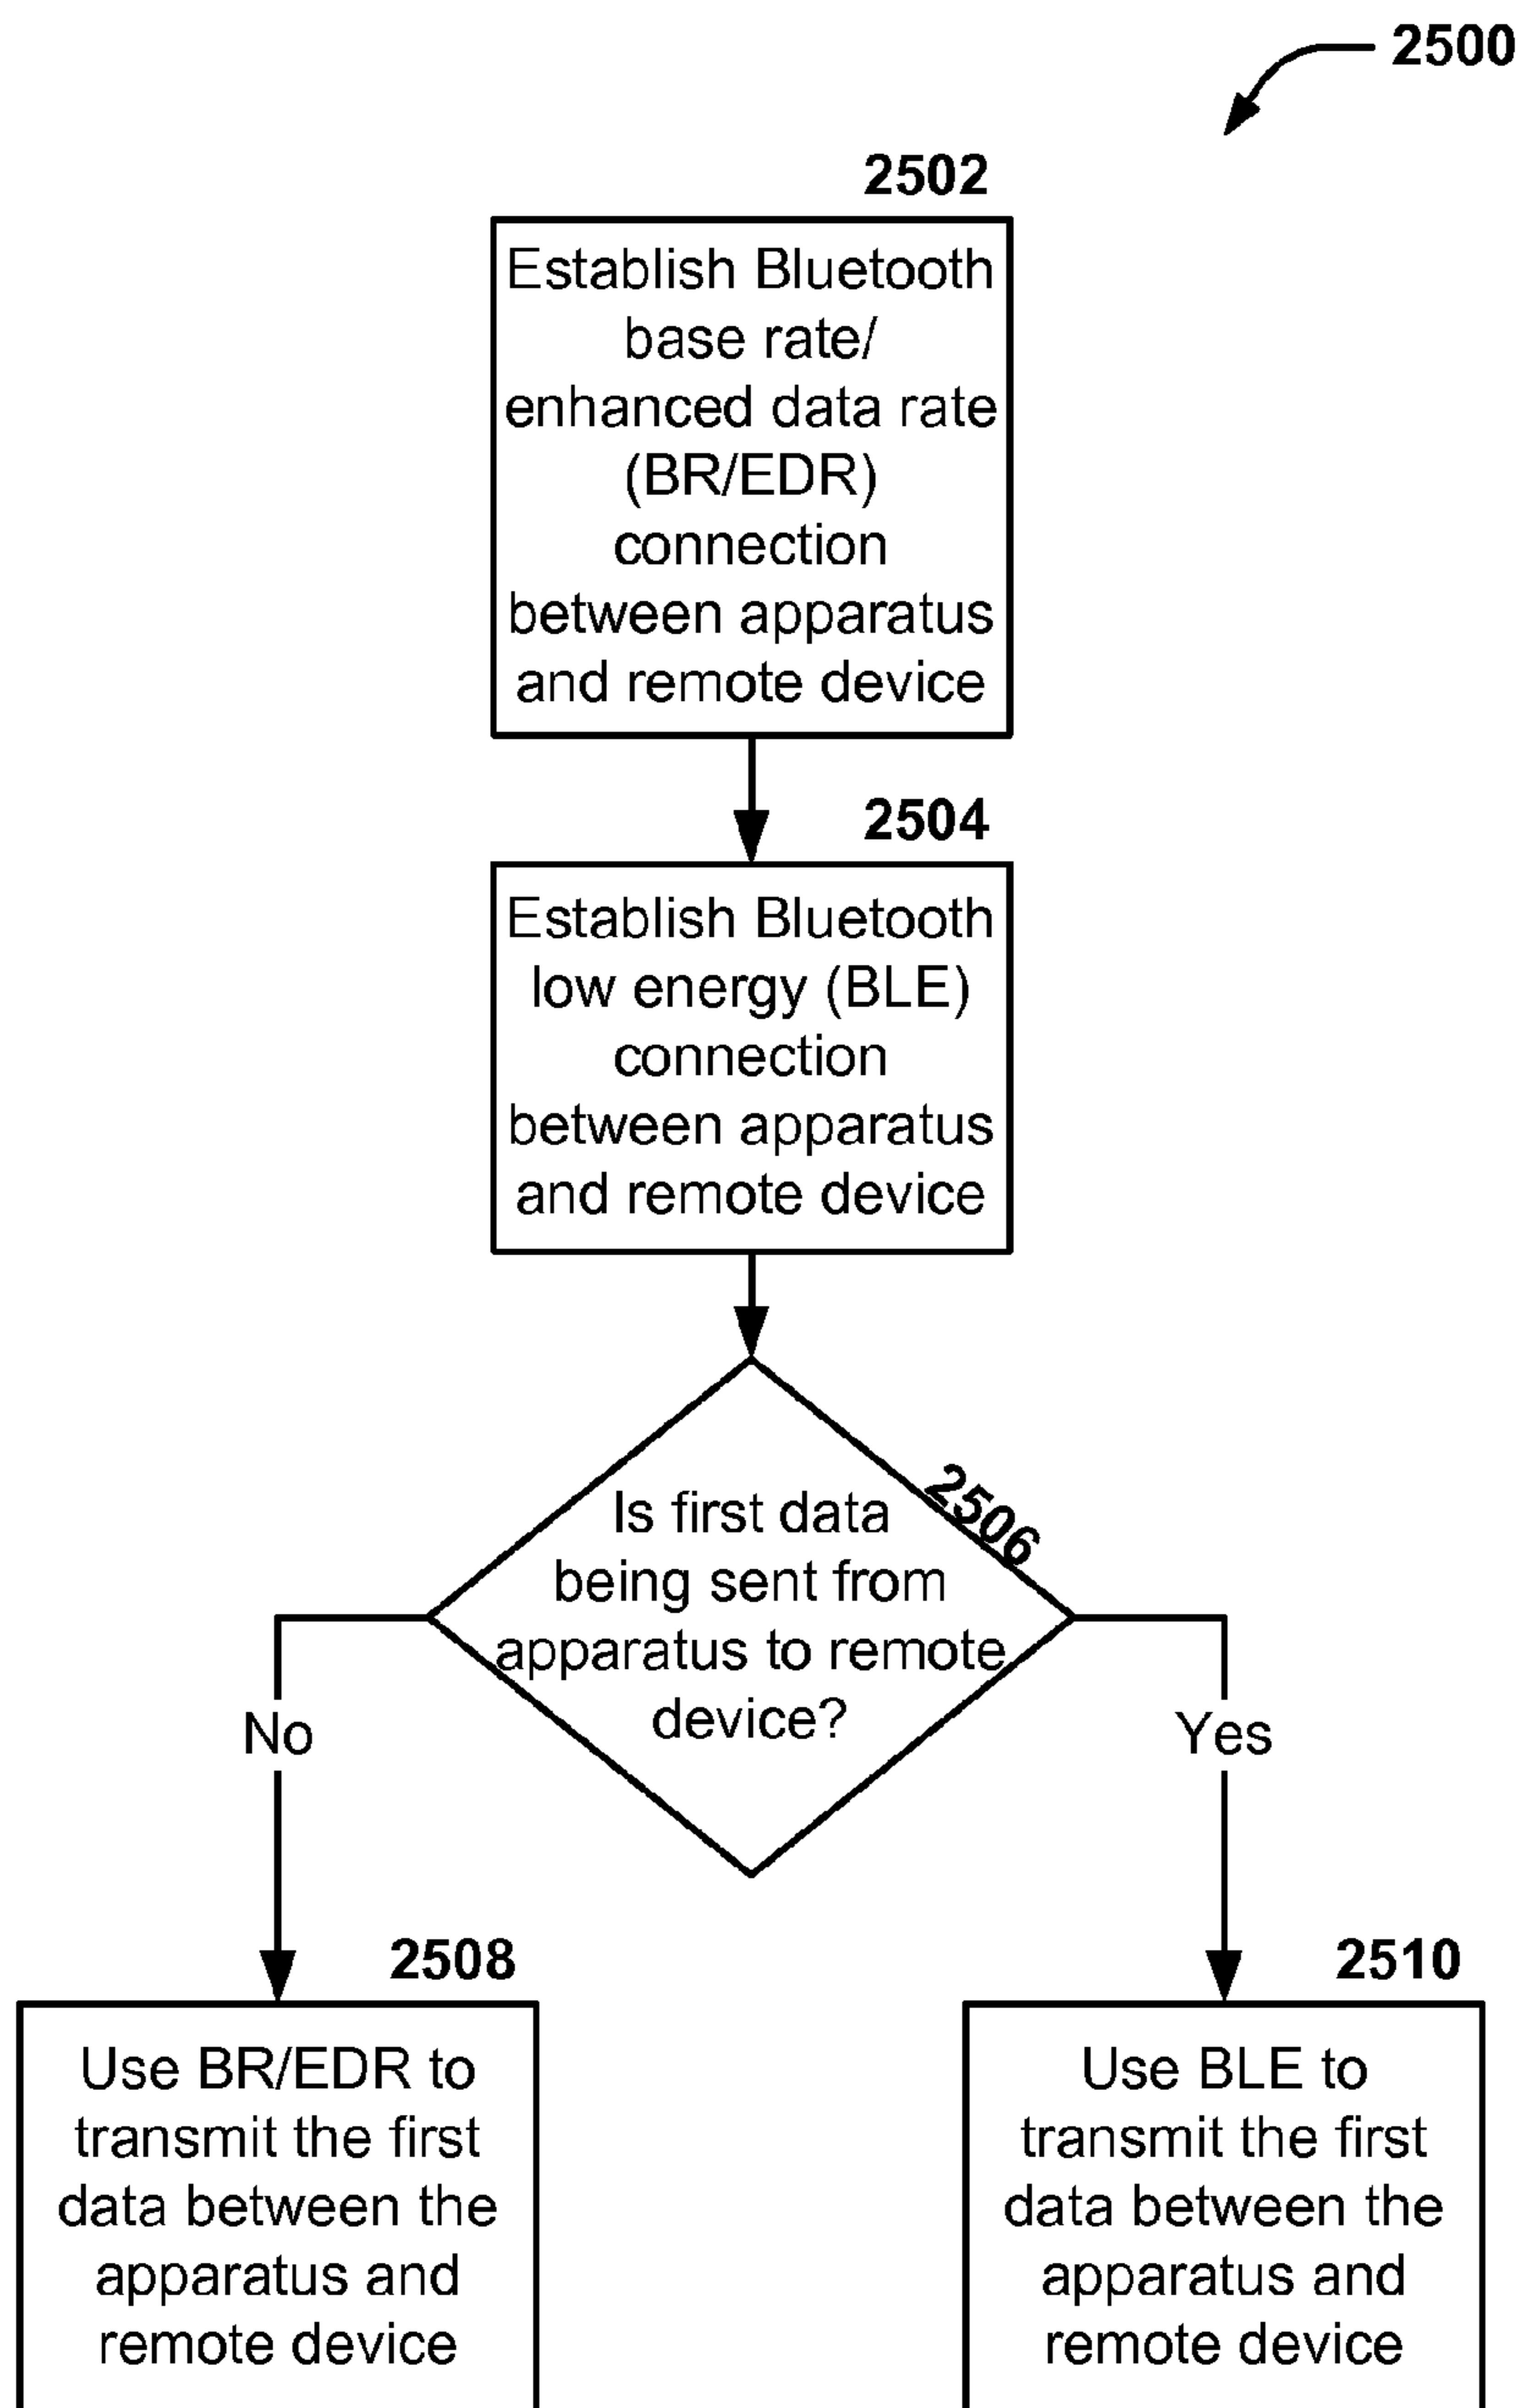 2500
2502
Establish Bluetooth
base rate/
enhanced data rate
(BR/EDR)
connection
between apparatus
and remote device
2504
Establish Bluetooth
low energy (BLE)
connection
between apparatus
and remote device
2506
Is first data
being sent from
apparatus to remote
device?
No
Yes
2508
Use BR/EDR to
transmit the first
data between the
apparatus and
remote device
2510
Use BLE to
transmit the first
data between the
apparatus and
remote device